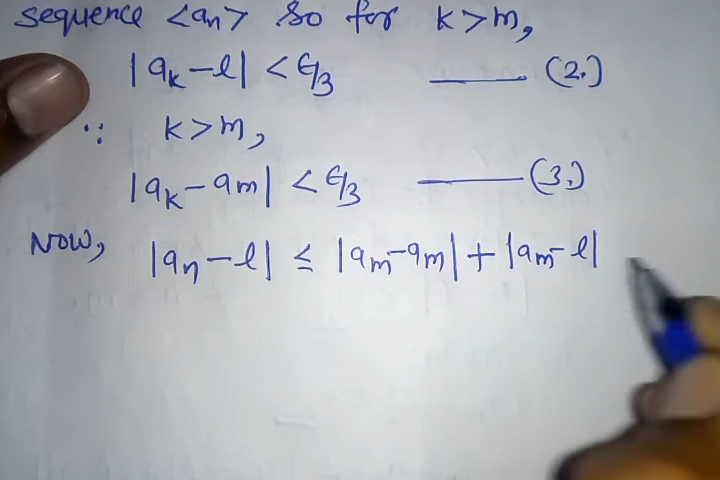 sequence <an> so for k>m,
|ak-l| < ϵ/3 —— (2.)
∵ k>m,
|ak-am| < ϵ/3 —— (3.)
Now, |an-l| ≤ |am-am| + |am-l|